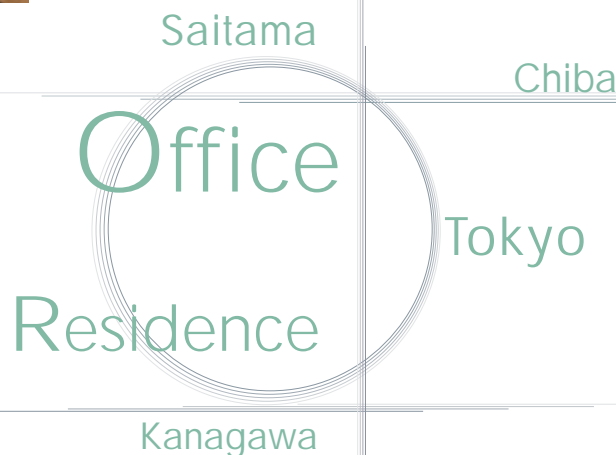 Saitama
Chiba
Office
Tokyo
Residence
Kanagawa